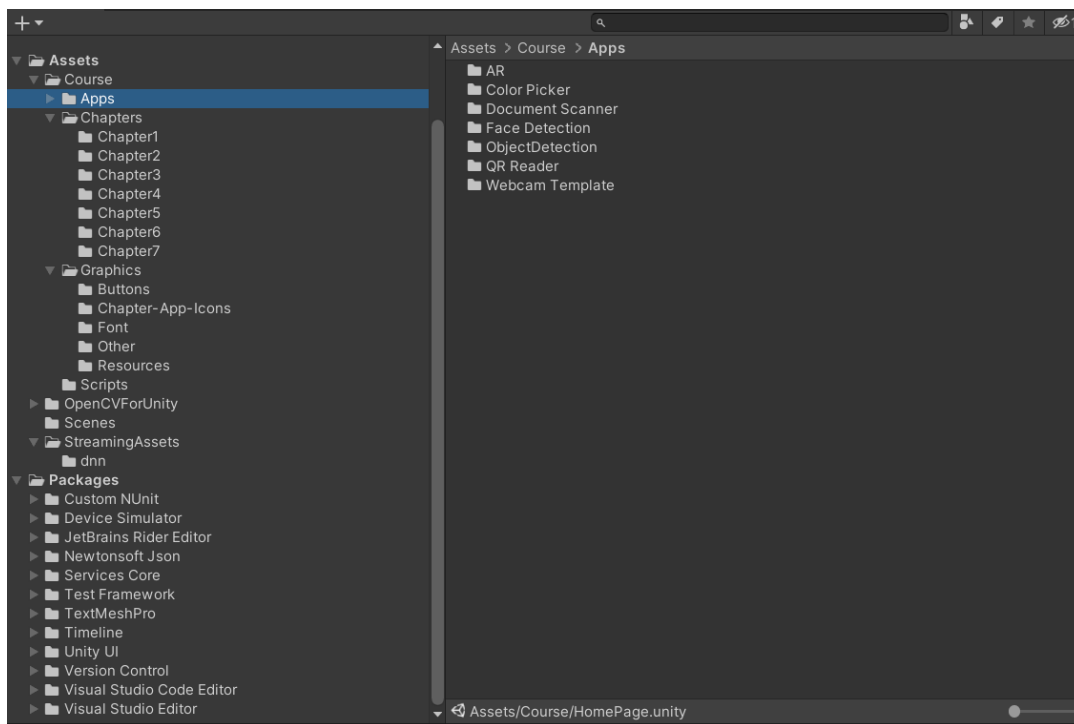 Assets
Course
Apps
Chapters
Chapter1
Chapter2
Chapter3
Chapter4
Chapter5
Chapter6
Chapter7
Graphics
Buttons
Chapter-App-Icons
Font
Other
Resources
Scripts
OpenCVForUnity
Scenes
StreamingAssets
dnn
Packages
Custom NUnit
Device Simulator
JetBrains Rider Editor
Newtonsoft Json
Services Core
Test Framework
TextMeshPro
Timeline
Unity UI
Version Control
Visual Studio Code Editor
Visual Studio Editor
Assets > Course > Apps
AR
Color Picker
Document Scanner
Face Detection
ObjectDetection
QR Reader
Webcam Template
Assets/Course/HomePage.unity